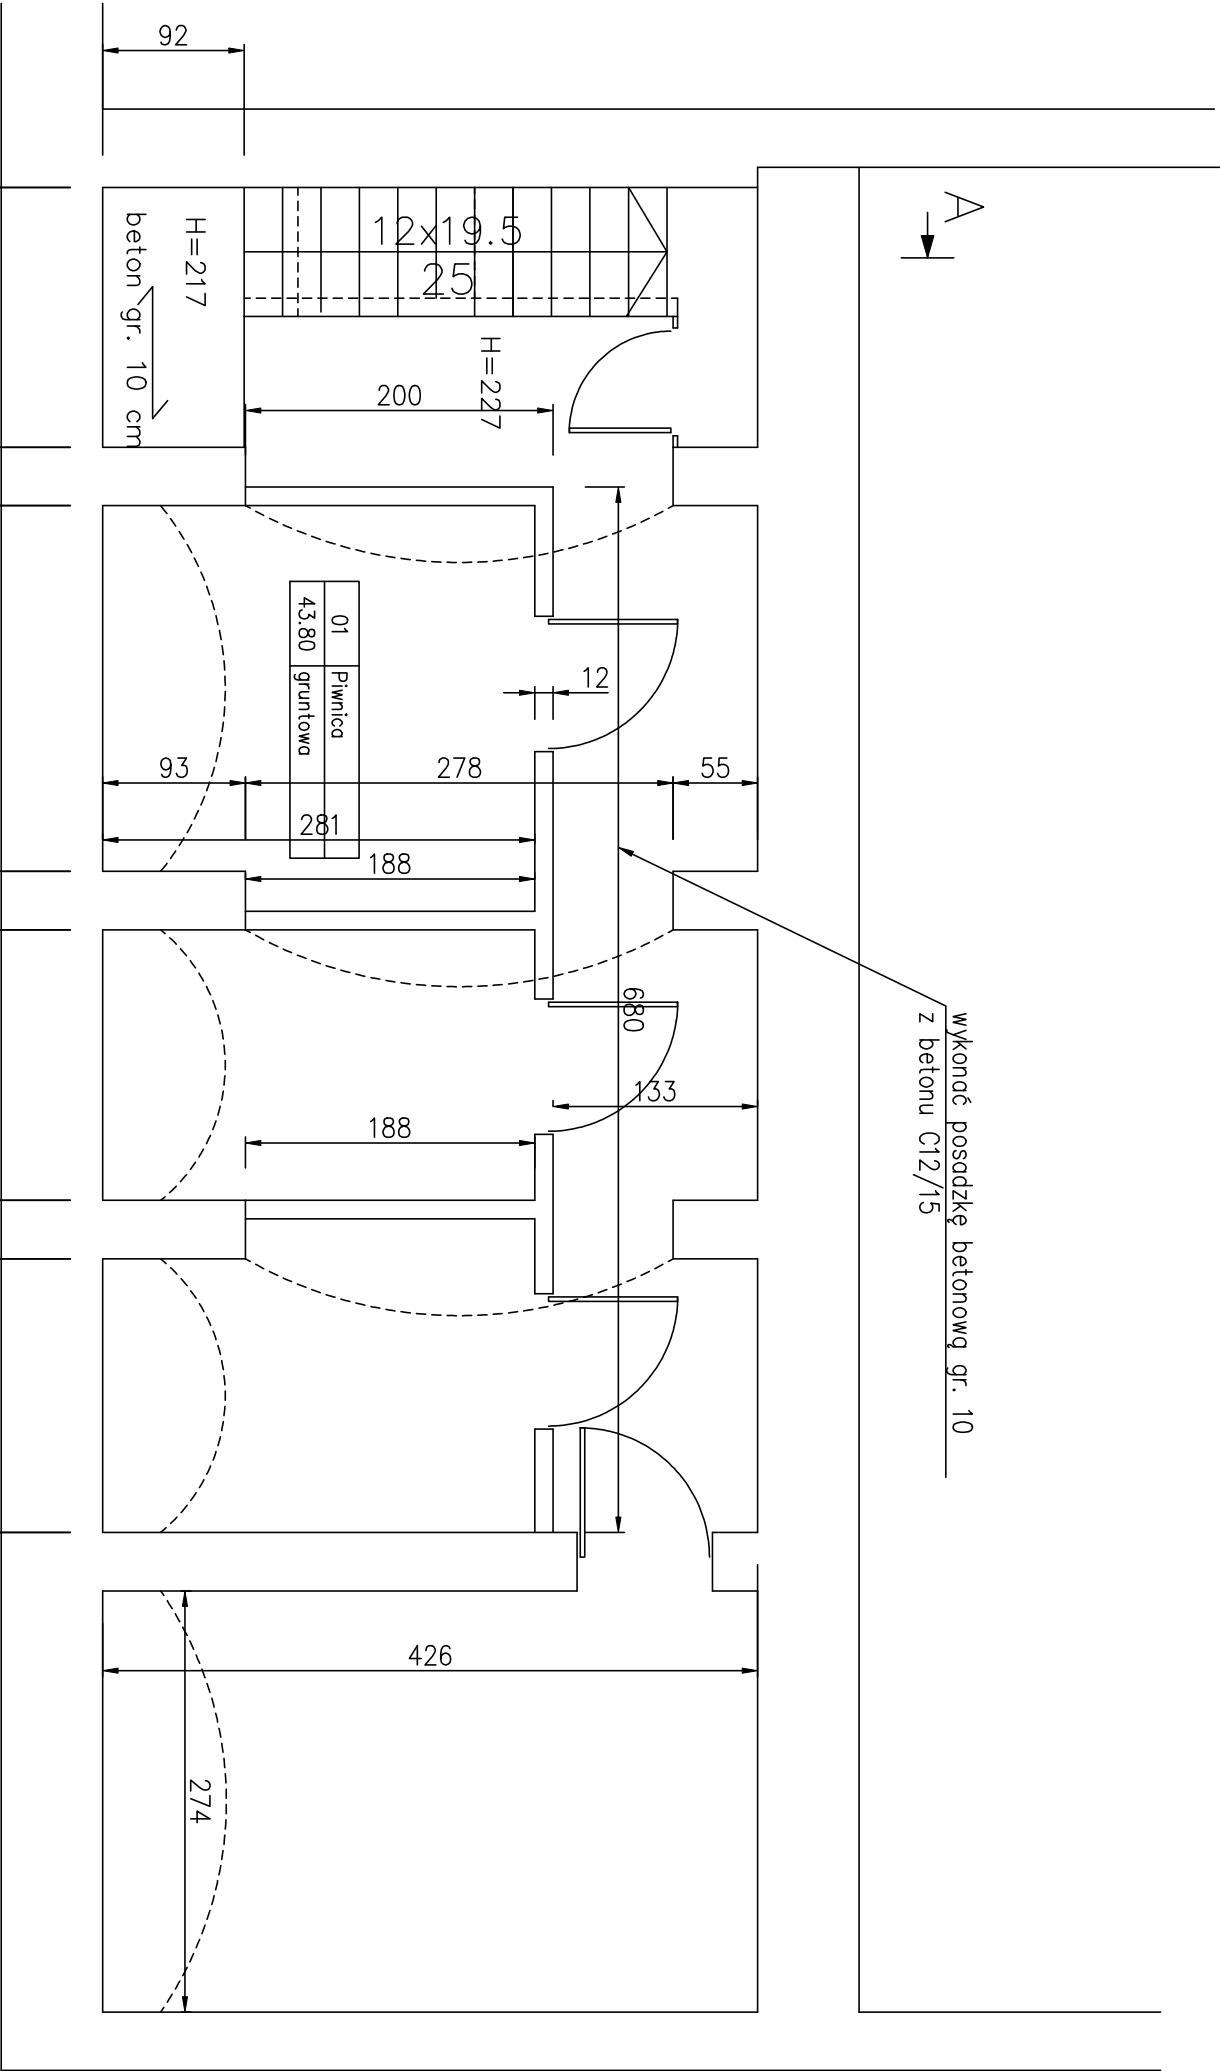 92
A
12x19.5
25
H=217
beton gr. 10 cm
H=227
200
01 Piwnica
43.80 gruntowa
12
93
278
55
281
188
680
wykonać posadzkę betonową gr. 10
z betonu C12/15
133
188
426
274